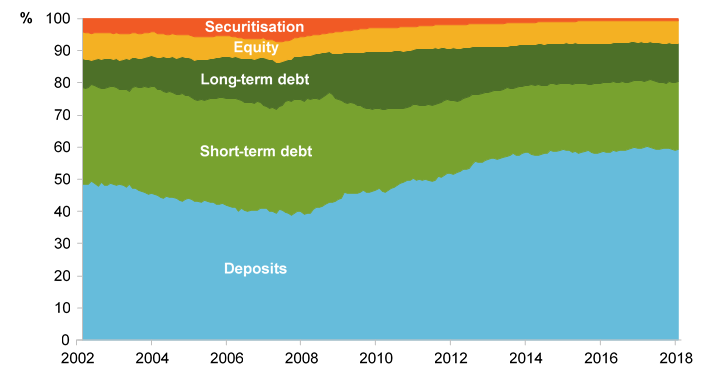 %
100
90
80
70
60
50
40
30
20
10
0
Securitisation
Equity
Long-term debt
Short-term debt
Deposits
2002 2004 2006 2008 2010 2012 2014 2016 2018